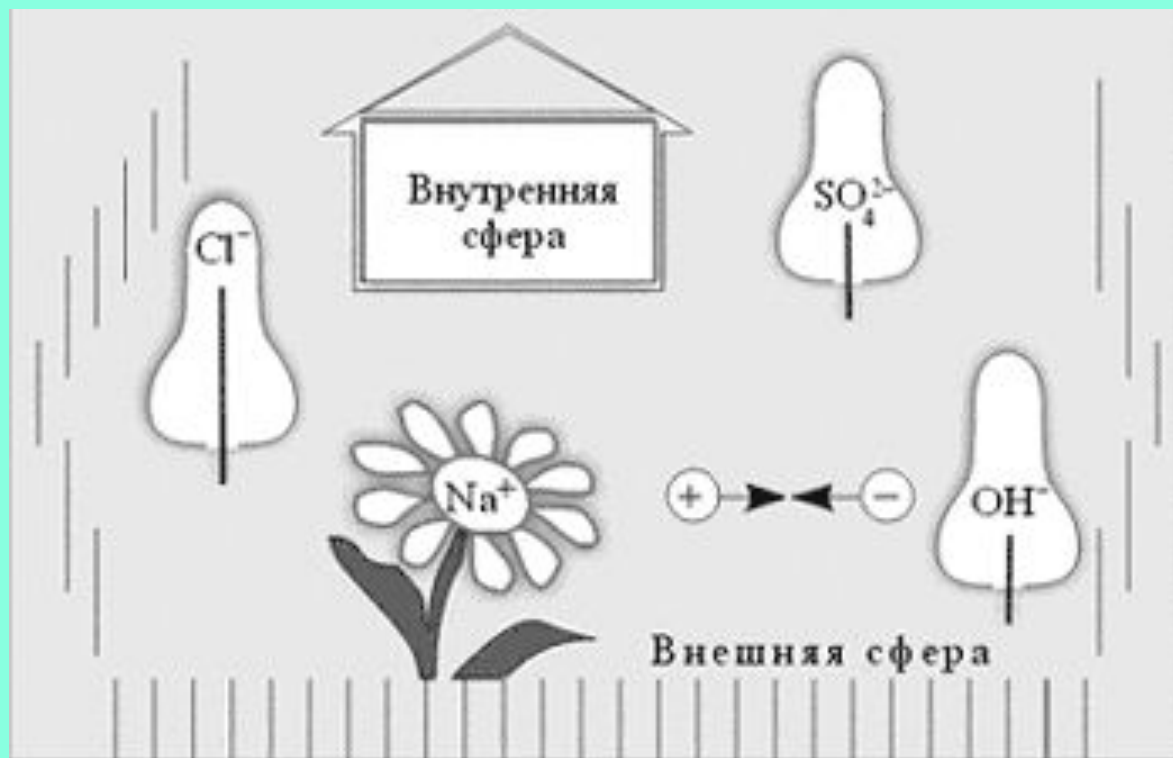 Внутренняя
сфера
SO₄²⁻
Cl⁻
Na⁺
+ −
OH⁻
Внешняя сфера